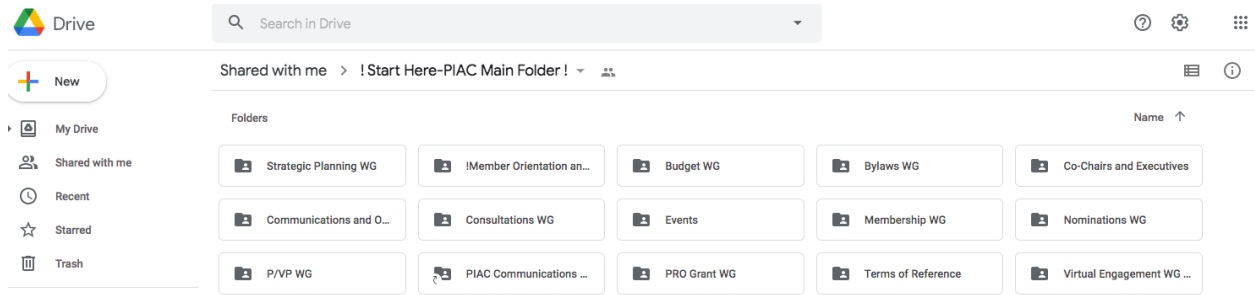 Drive
Search in Drive
New
Shared with me > ! Start Here-PIAC Main Folder !
My Drive
Shared with me
Recent
Starred
Trash
Folders
Name ↑
Strategic Planning WG
!Member Orientation an...
Budget WG
Bylaws WG
Co-Chairs and Executives
Communications and O...
Consultations WG
Events
Membership WG
Nominations WG
P/VP WG
PIAC Communications ...
PRO Grant WG
Terms of Reference
Virtual Engagement WG ...